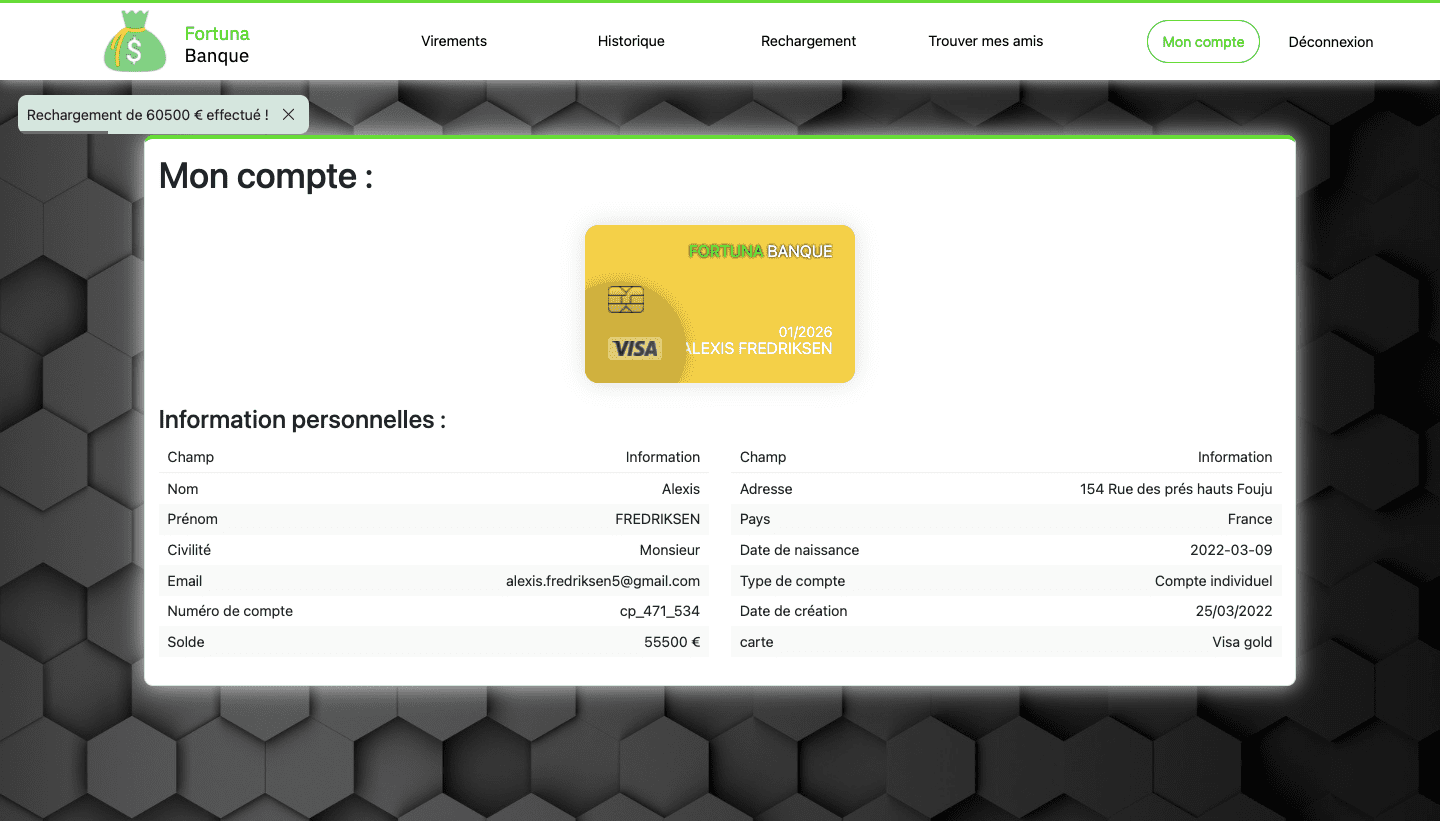 Fortuna
Banque
Virements
Historique
Rechargement
Trouver mes amis
Mon compte
Déconnexion
Rechargement de 60500 € effectué !
Mon compte :
FORTUNA BANQUE
01/2026
VISA
ALEXIS FREDRIKSEN
Information personnelles :
Champ Information
Nom Alexis
Prénom FREDRIKSEN
Civilité Monsieur
Email alexis.fredriksen5@gmail.com
Numéro de compte cp_471_534
Solde 55500 €
Champ Information
Adresse 154 Rue des prés hauts Fouju
Pays France
Date de naissance 2022-03-09
Type de compte Compte individuel
Date de création 25/03/2022
carte Visa gold